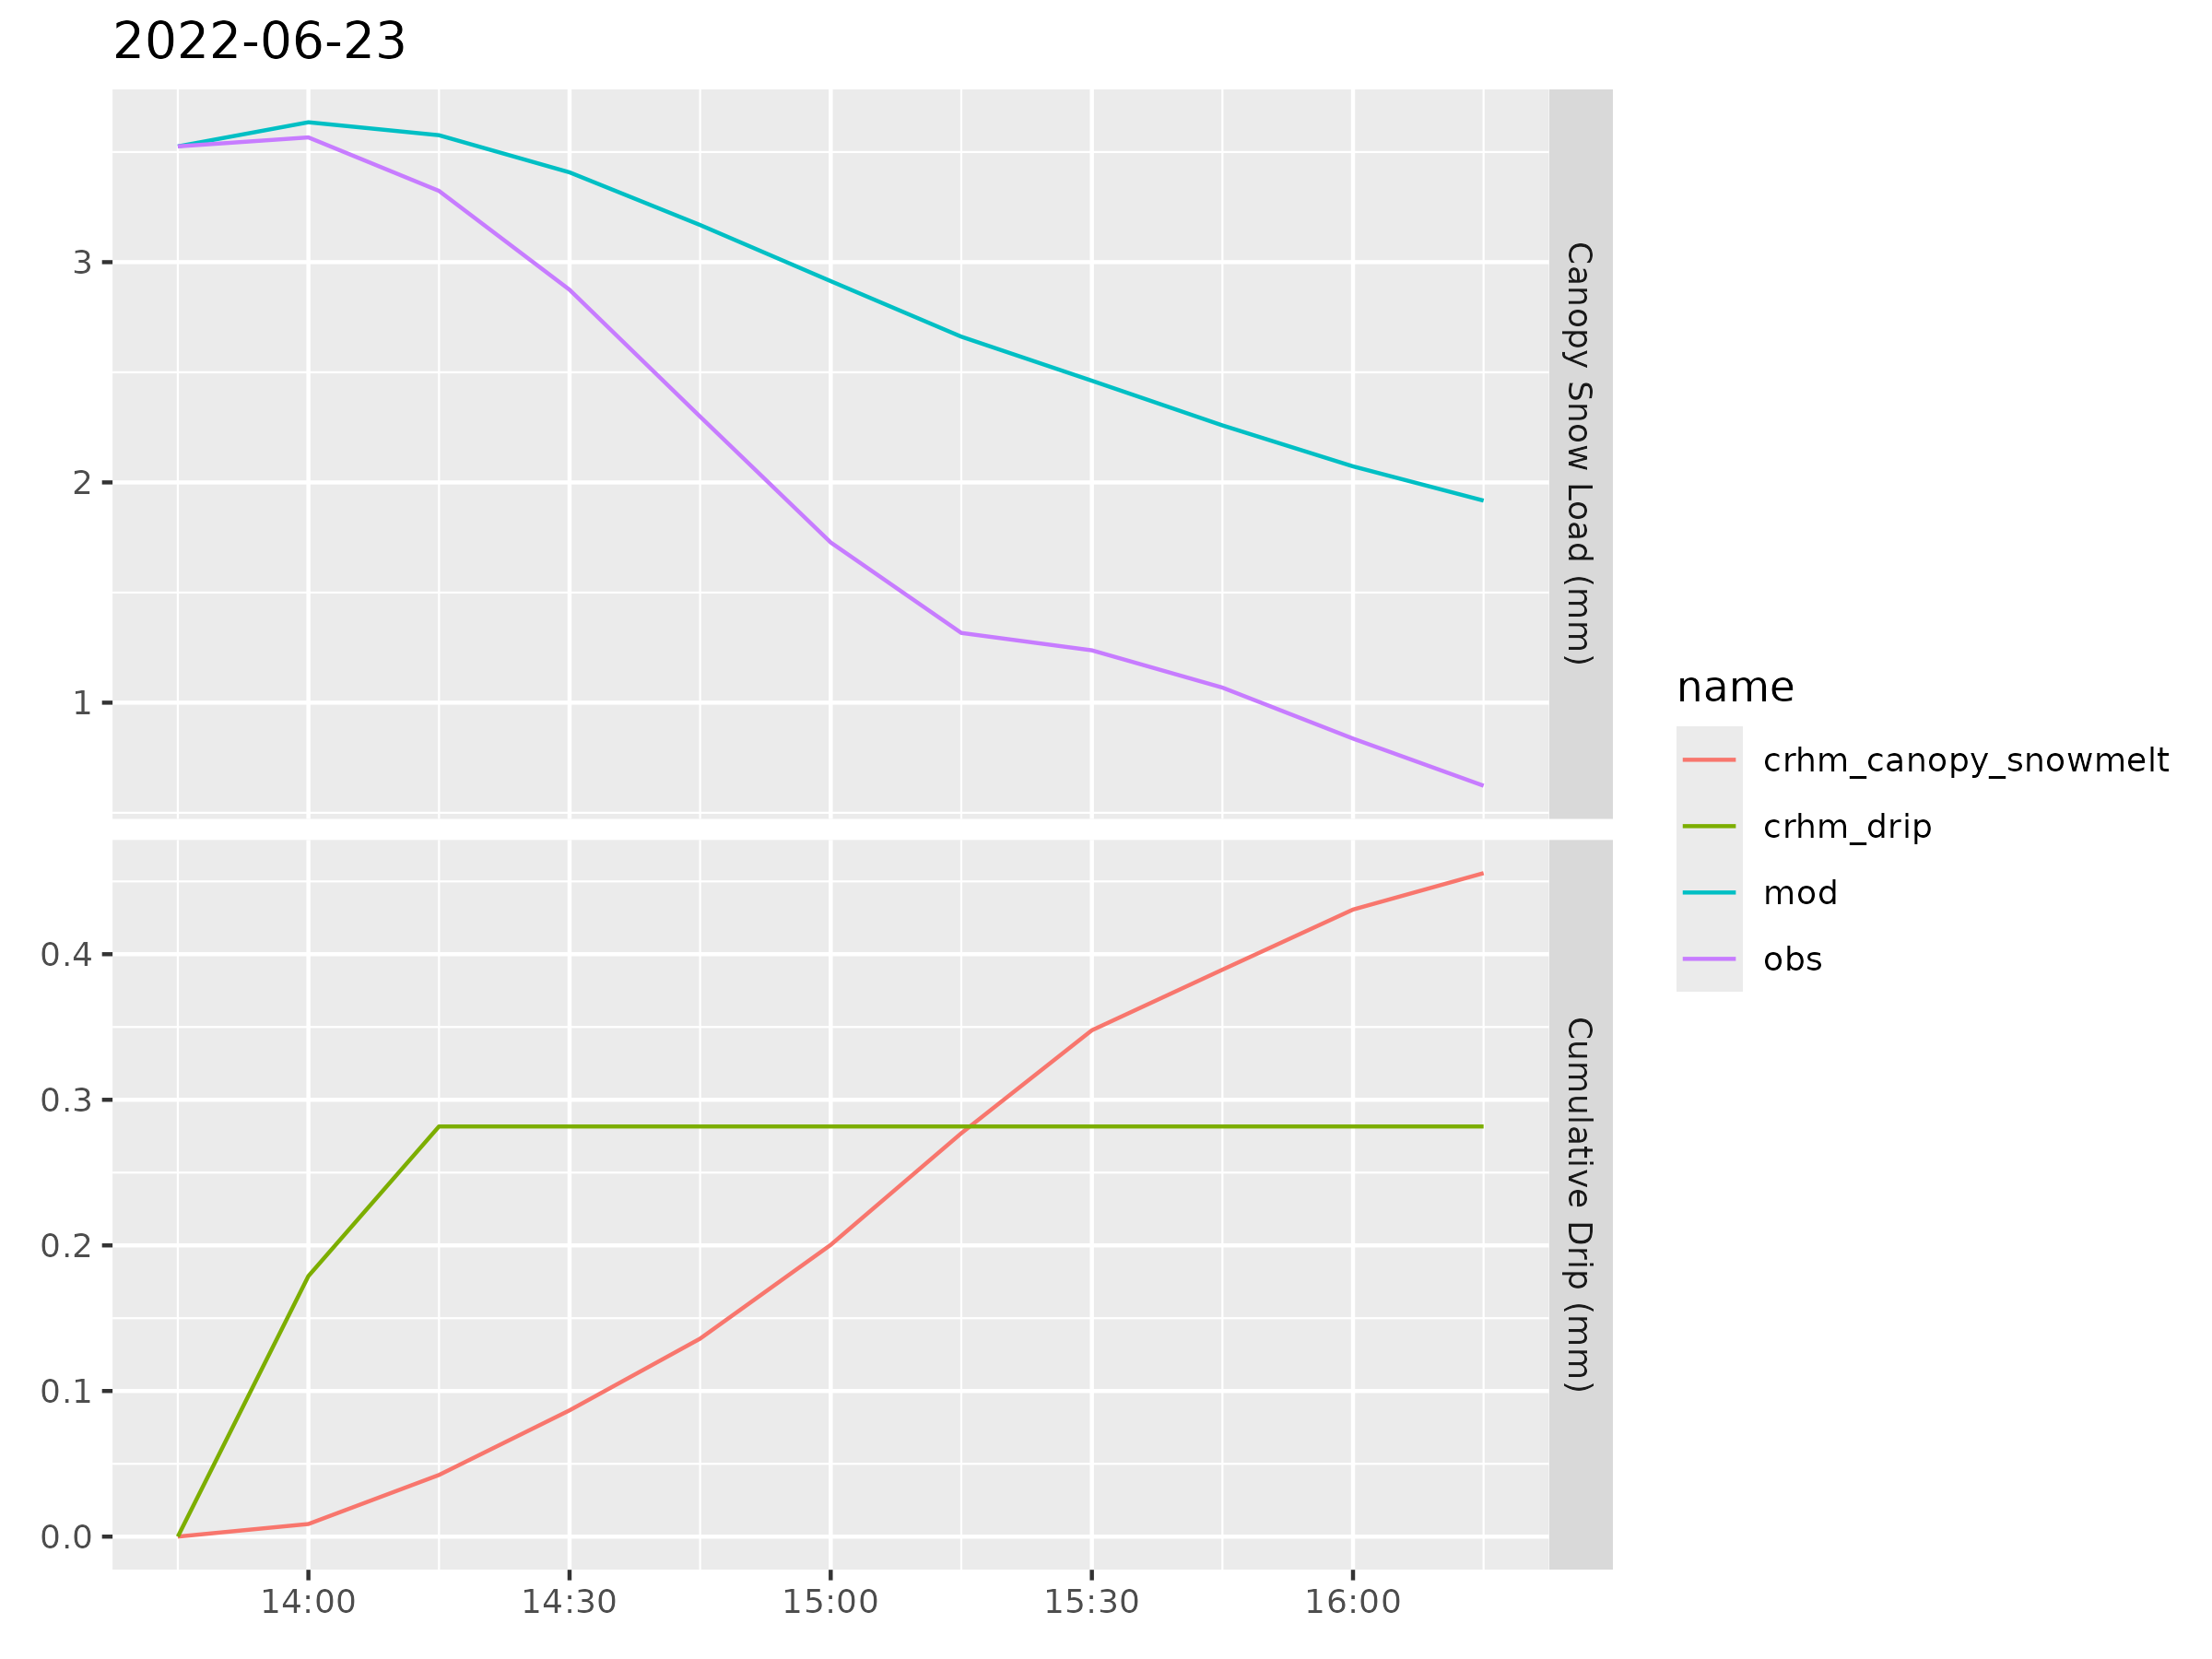 2022-06-23
3
2
1
Canopy Snow Load (mm)
0.4
0.3
0.2
0.1
0.0
Cumulative Drip (mm)
14:00
14:30
15:00
15:30
16:00
name
crhm_canopy_snowmelt
crhm_drip
mod
obs